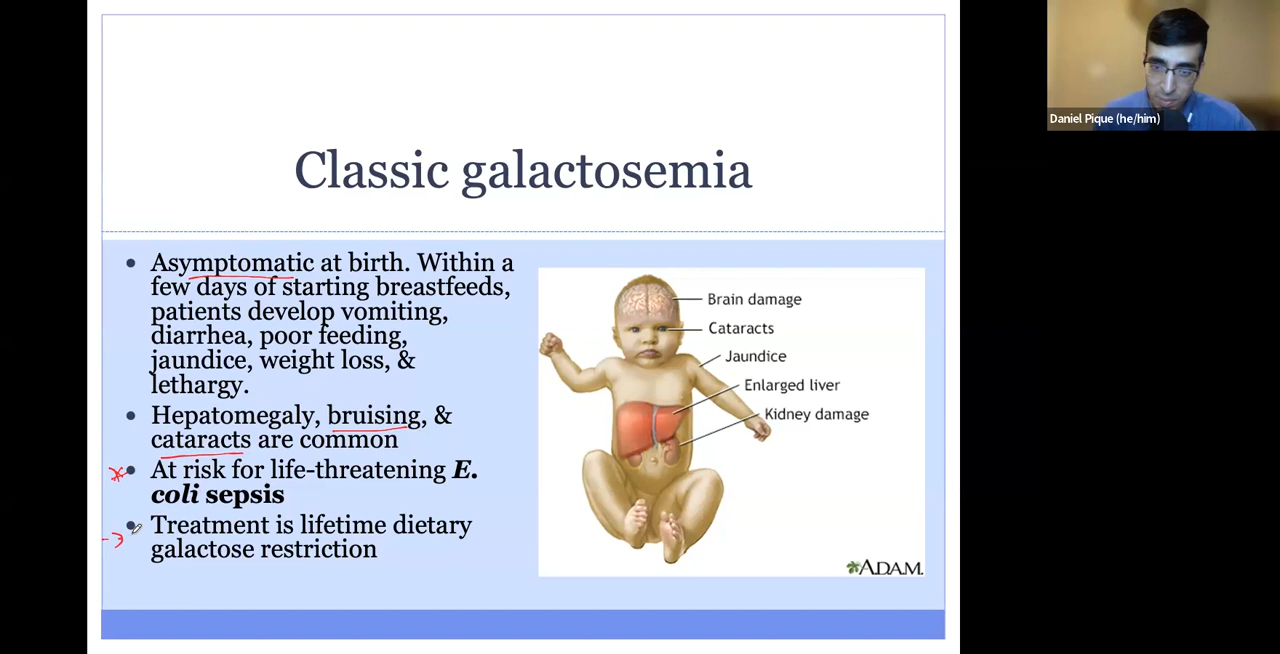 Classic galactosemia
• Asymptomatic at birth. Within a
few days of starting breastfeeds,
patients develop vomiting,
diarrhea, poor feeding,
jaundice, weight loss, &
lethargy.
• Hepatomegaly, bruising, &
cataracts are common
• At risk for life-threatening E.
coli sepsis
• Treatment is lifetime dietary
galactose restriction
Brain damage
Cataracts
Jaundice
Enlarged liver
Kidney damage
ADAM.
Daniel Pique (he/him)